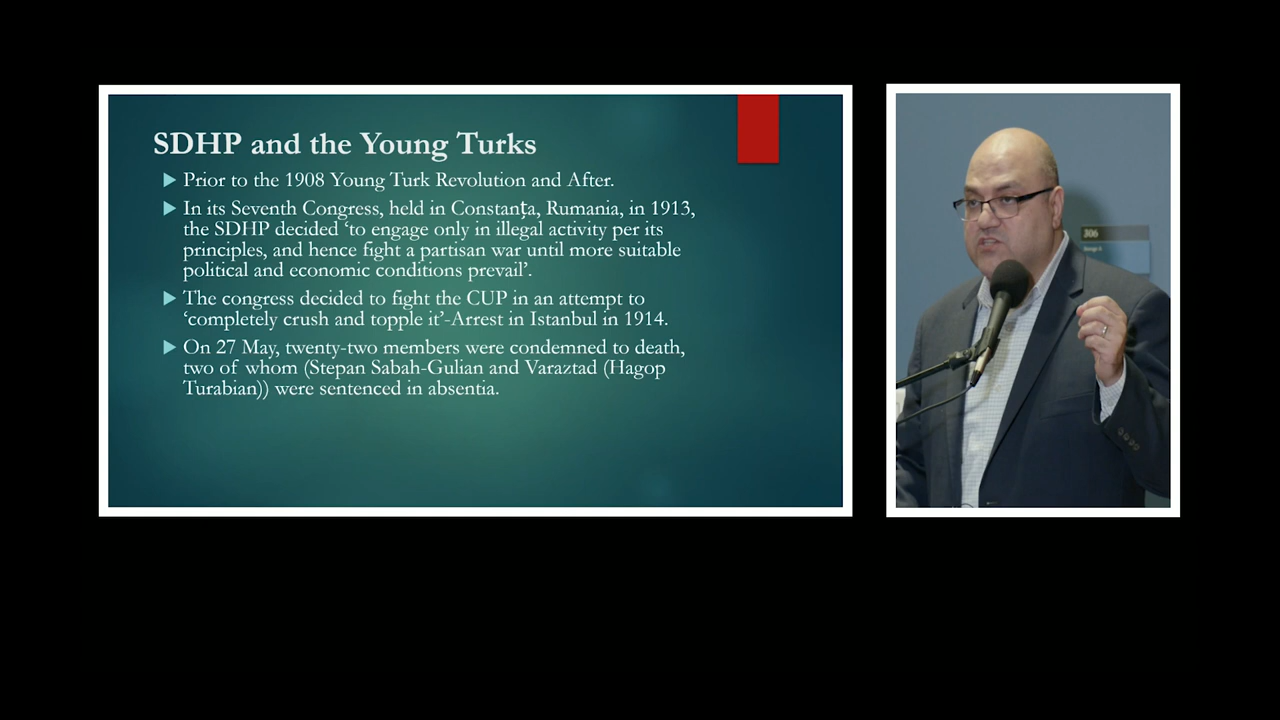 SDHP and the Young Turks
Prior to the 1908 Young Turk Revolution and After.
In its Seventh Congress, held in Constanța, Rumania, in 1913,
the SDHP decided ‘to engage only in illegal activity per its
principles, and hence fight a partisan war until more suitable
political and economic conditions prevail’.
The congress decided to fight the CUP in an attempt to
‘completely crush and topple it’-Arrest in Istanbul in 1914.
On 27 May, twenty-two members were condemned to death,
two of whom (Stepan Sabah-Gulian and Varaztad (Hagop
Turabian)) were sentenced in absentia.
306